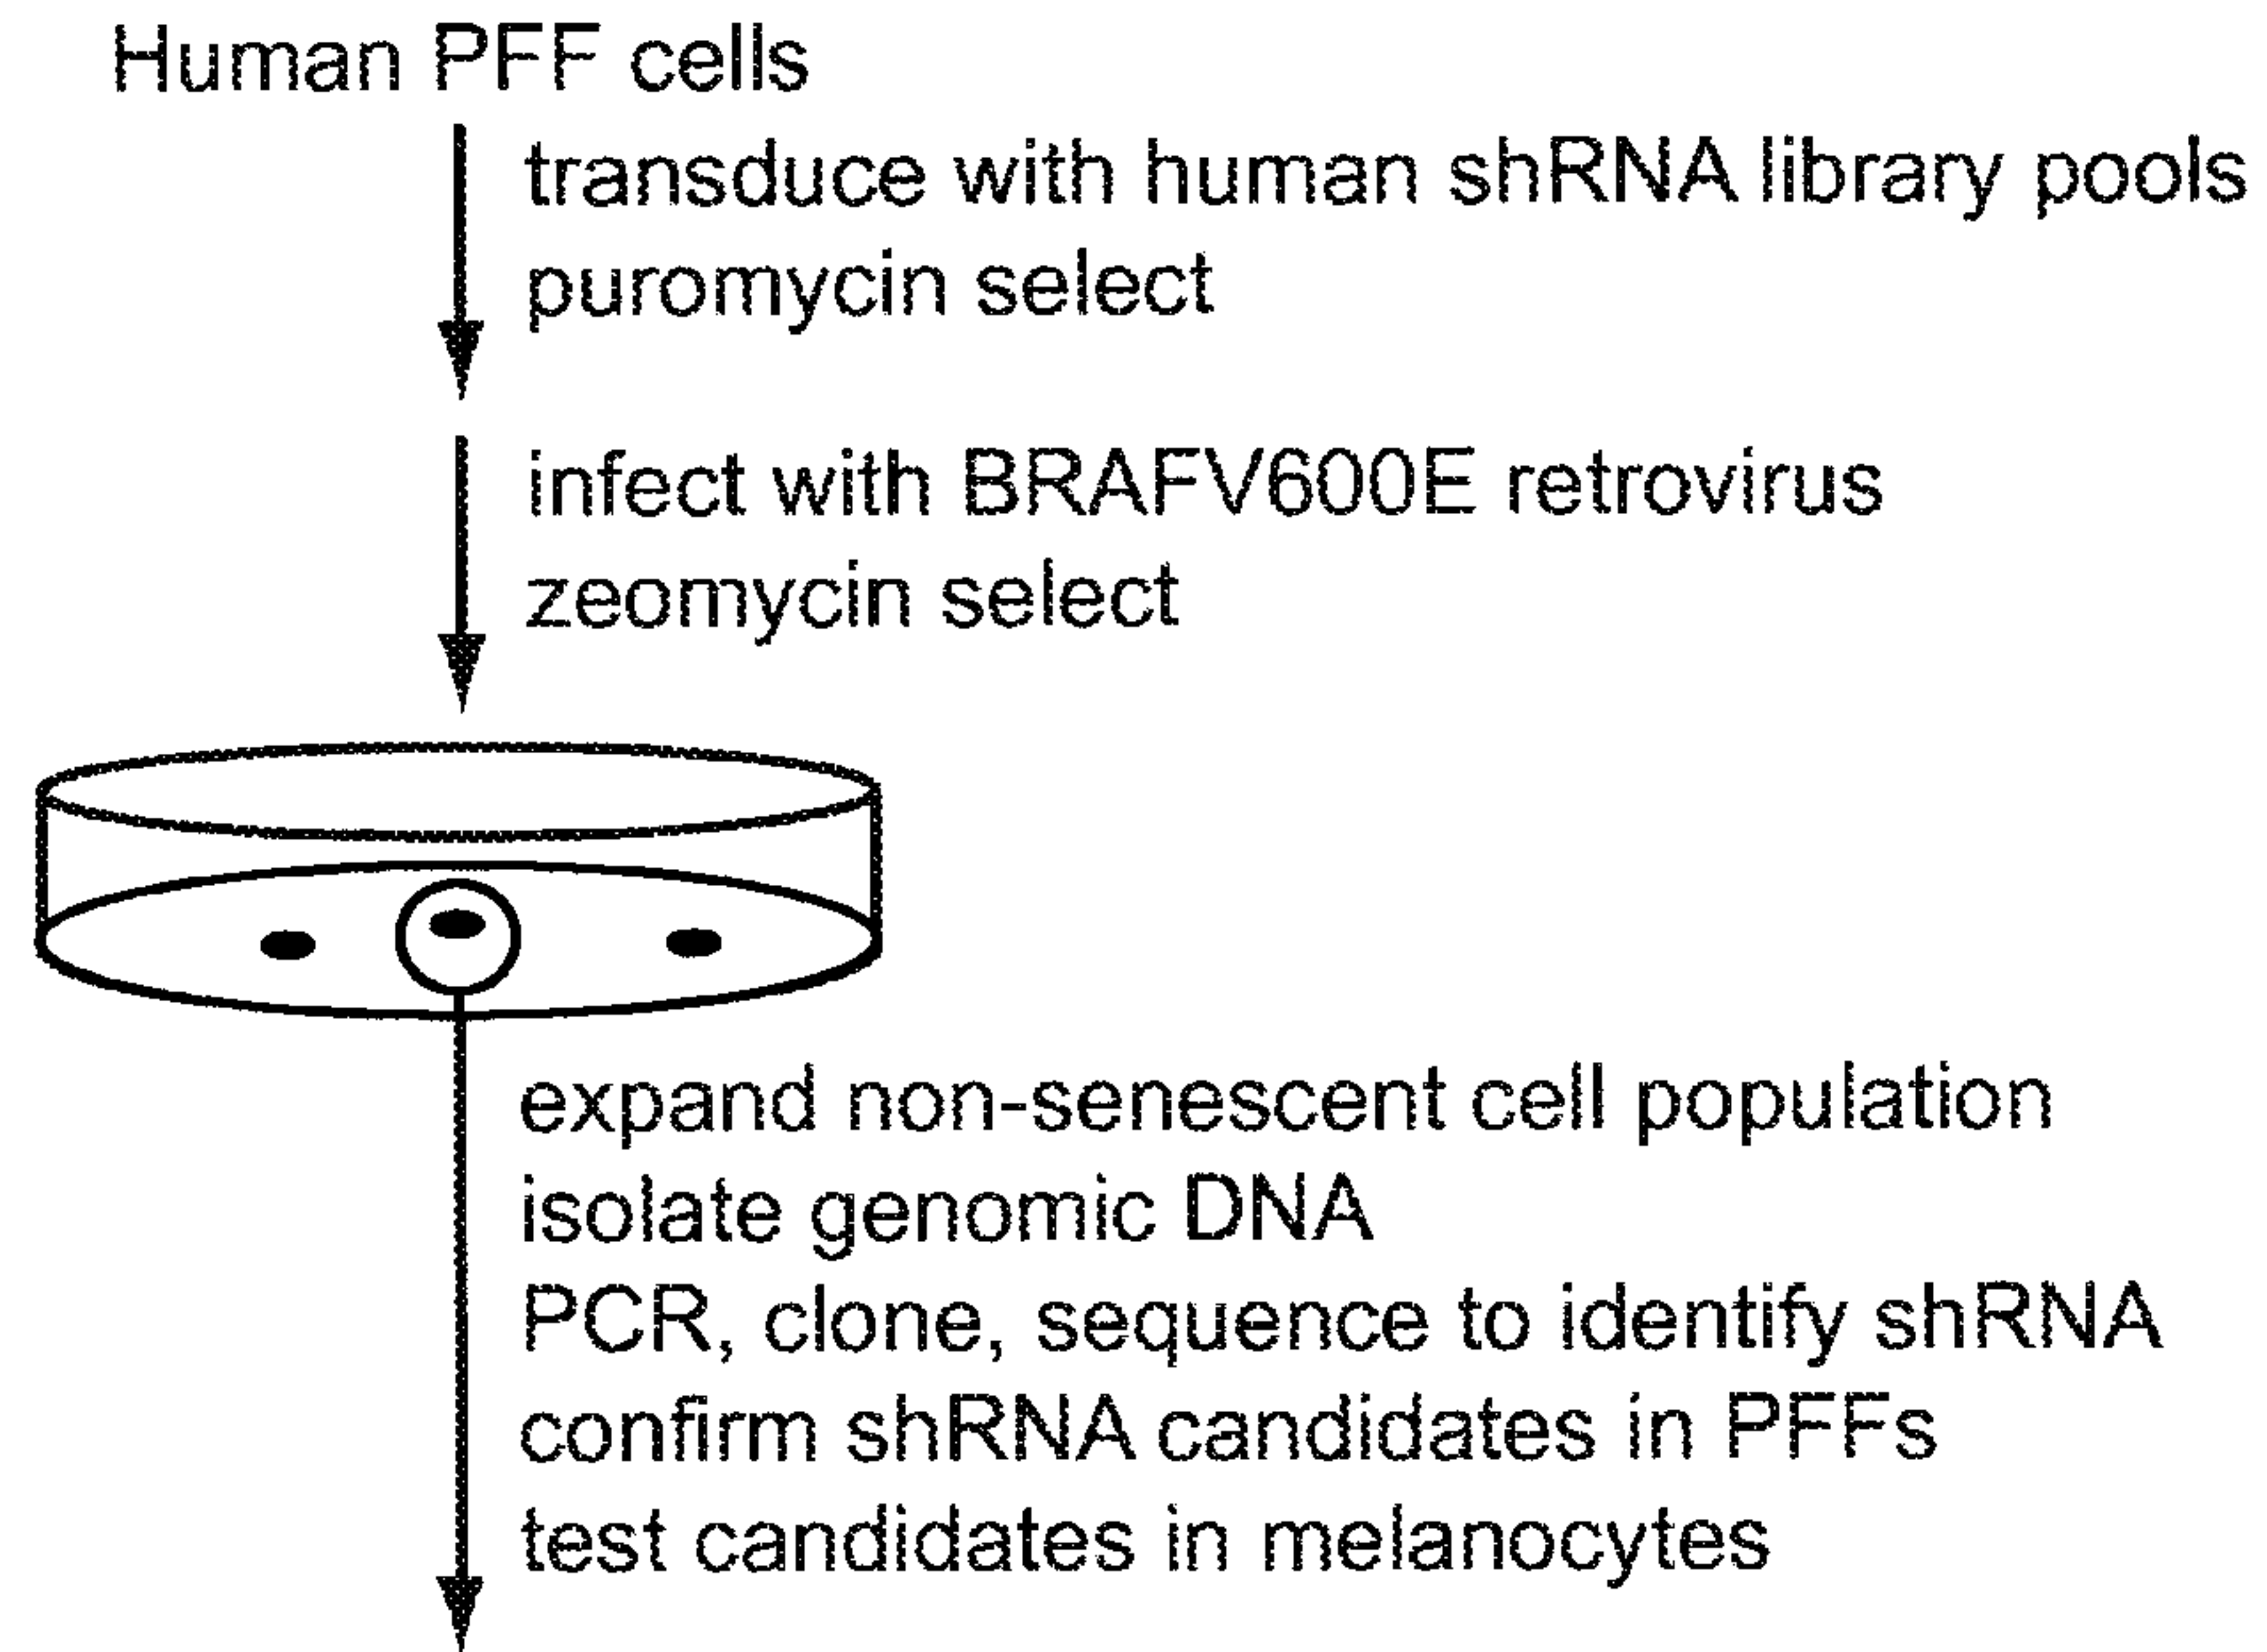 Human PFF cells
transduce with human shRNA library pools
puromycin select
infect with BRAFV600E retrovirus
zeomycin select
expand non-senescent cell population
isolate genomic DNA
PCR, clone, sequence to identify shRNA
confirm shRNA candidates in PFFs
test candidates in melanocytes